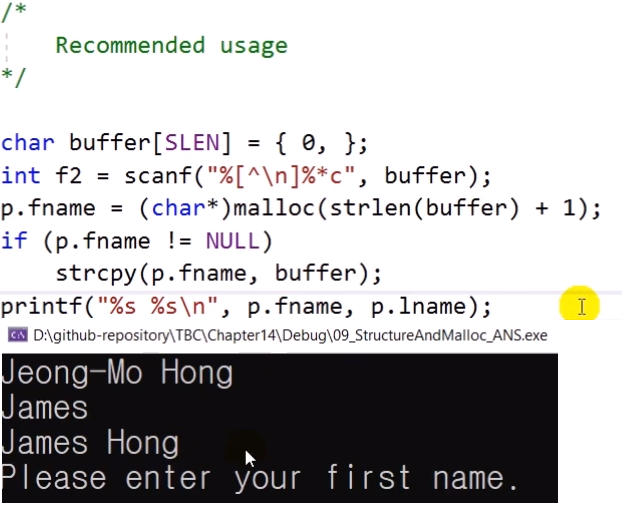 /*
    Recommended usage
*/
char buffer[SLEN] = { 0, };
int f2 = scanf("%[^\n]%*c", buffer);
p.fname = (char*)malloc(strlen(buffer) + 1);
if (p.fname != NULL)
    strcpy(p.fname, buffer);
printf("%s %s\n", p.fname, p.lname);
D:\github-repository\TBC\Chapter14\Debug\09_StructureAndMalloc_ANS.exe
Jeong-Mo Hong
James
James Hong
Please enter your first name.